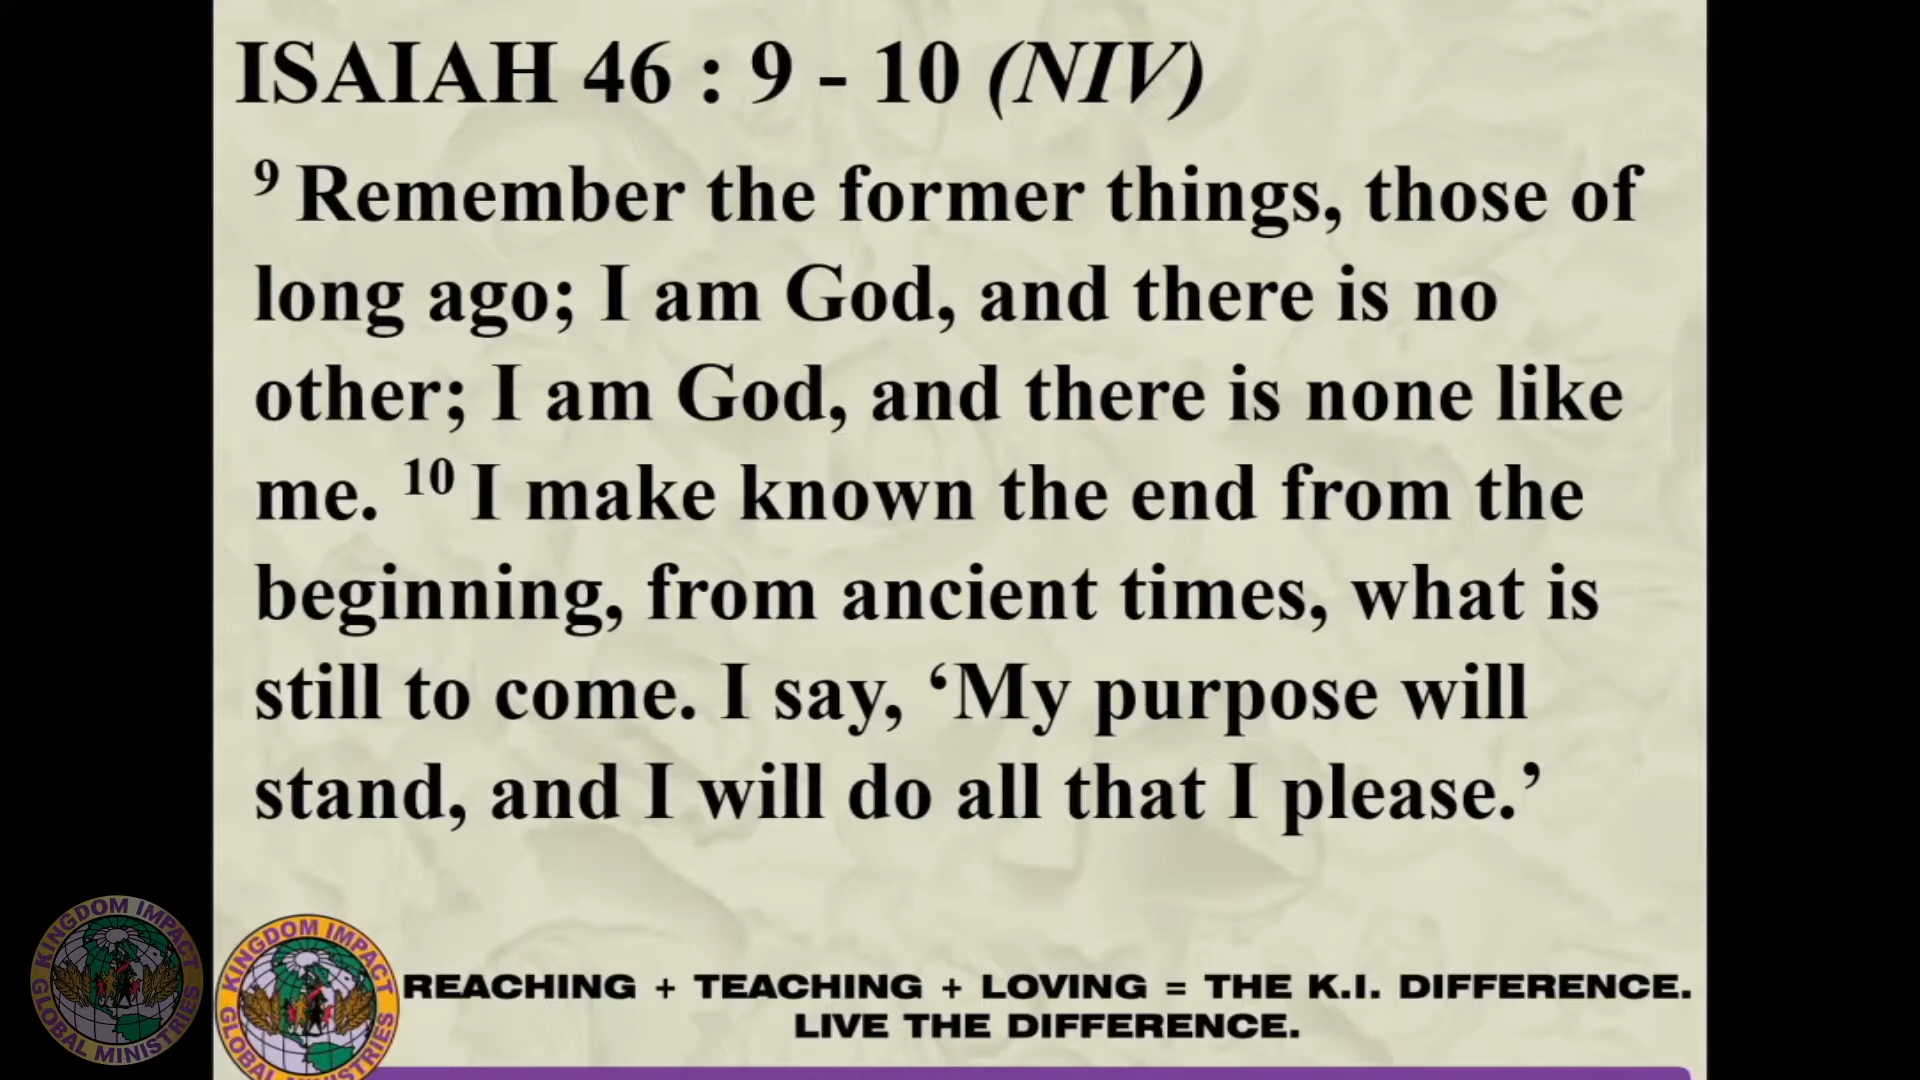 ISAIAH 46 : 9 - 10 (NIV)
9 Remember the former things, those of
long ago; I am God, and there is no
other; I am God, and there is none like
me. 10 I make known the end from the
beginning, from ancient times, what is
still to come. I say, ‘My purpose will
stand, and I will do all that I please.’
KINGDOM IMPACT
GLOBAL MINISTRIES
KINGDOM IMPACT
GLOBAL MINISTRIES
REACHING + TEACHING + LOVING = THE K.I. DIFFERENCE.
LIVE THE DIFFERENCE.